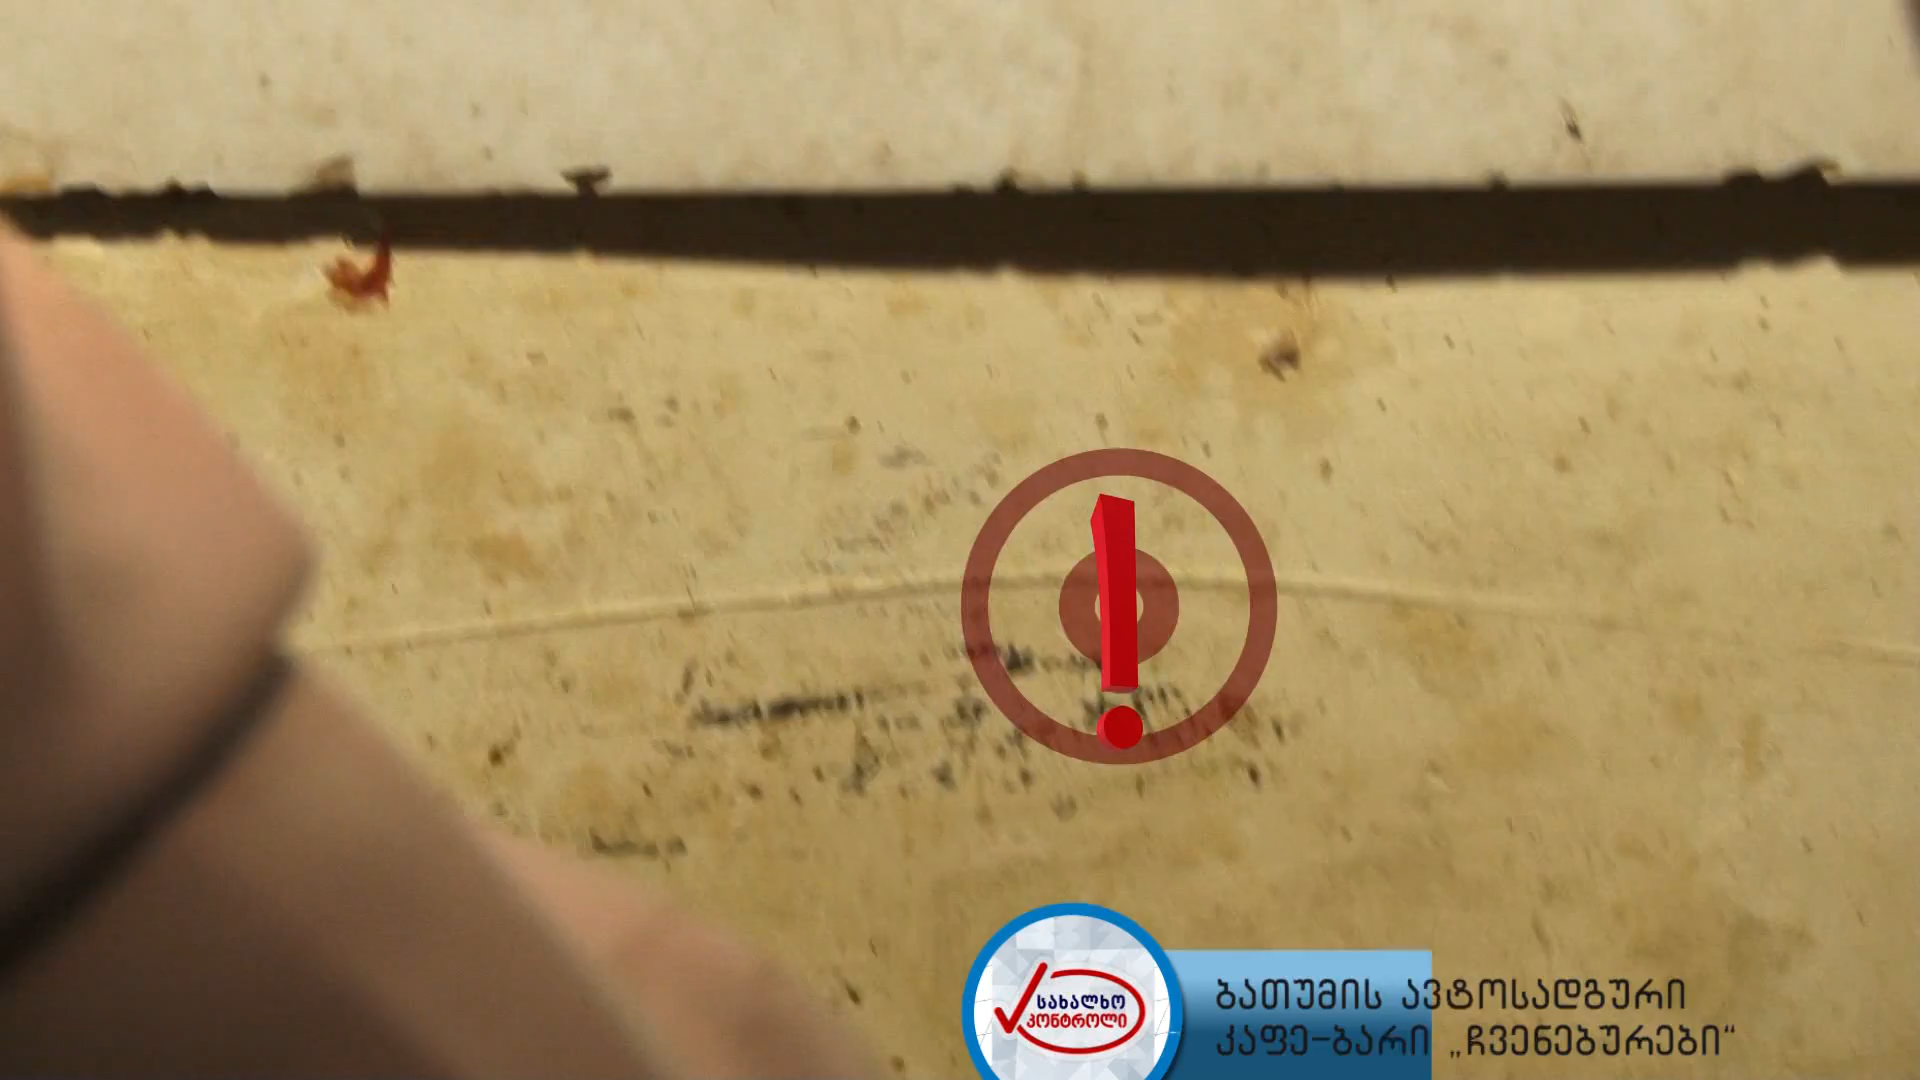 !
სახალხო
კონტროლი
ბათუმის ავტოსადგური
კაფე-ბარი „ჩვენებურები“